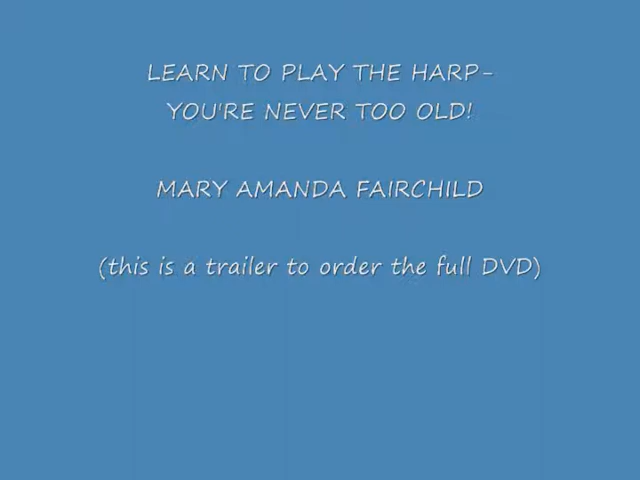 LEARN TO PLAY THE HARP-
YOU'RE NEVER TOO OLD!
MARY AMANDA FAIRCHILD
(this is a trailer to order the full DVD)